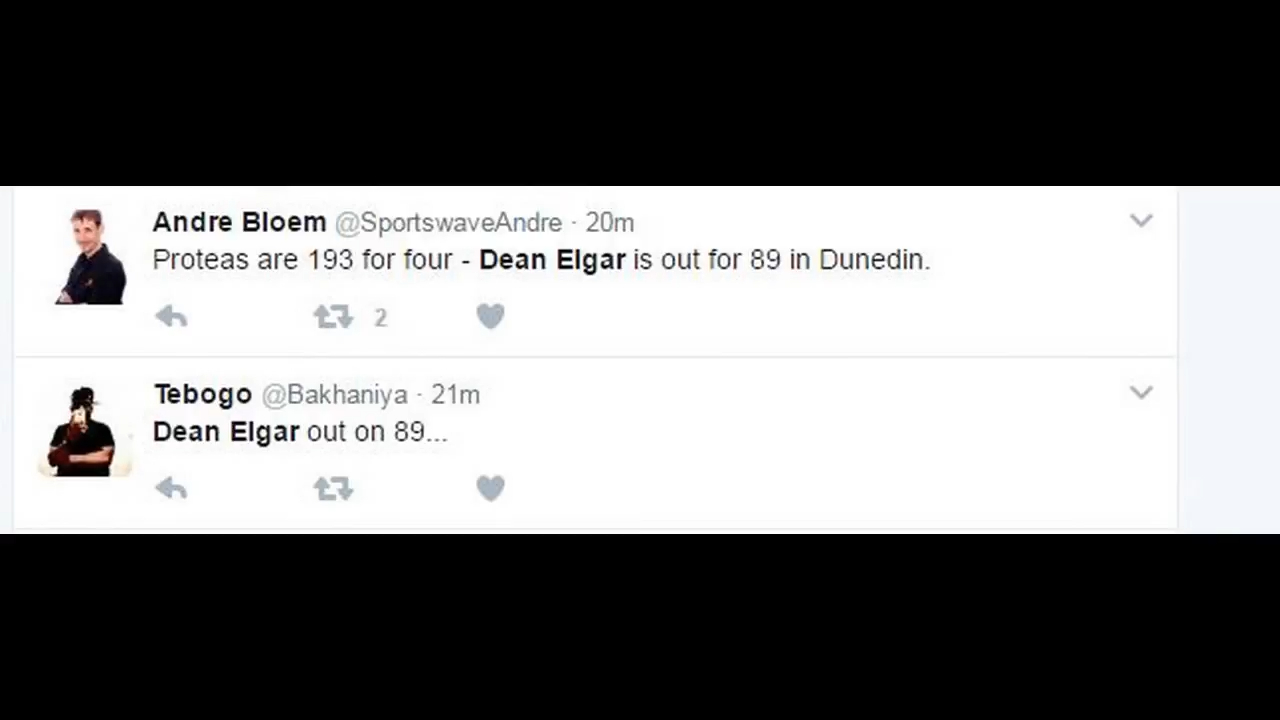 Andre Bloem @SportswaveAndre · 20m
Proteas are 193 for four - Dean Elgar is out for 89 in Dunedin.
2
Tebogo @Bakhaniya · 21m
Dean Elgar out on 89...